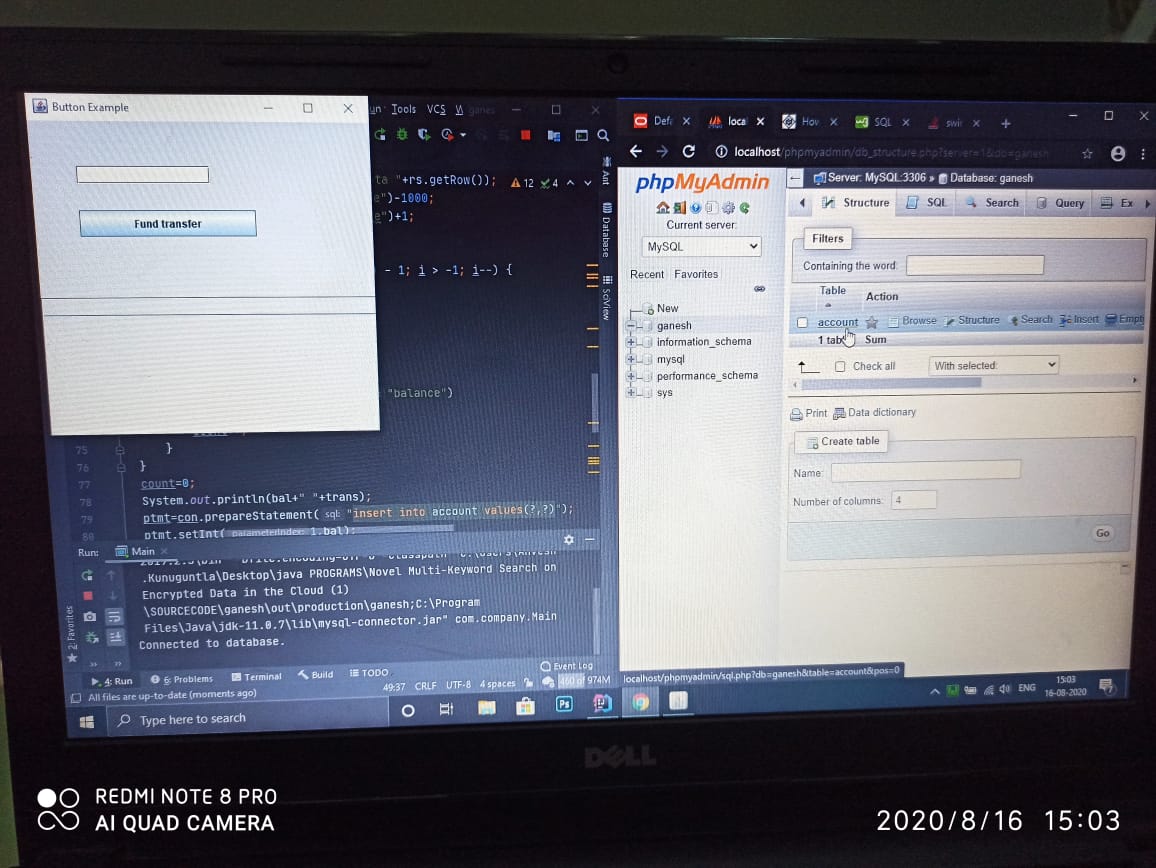 Button Example
Fund transfer
un Tools VCS W ganes
ta "+rs.getRow());
12 4
e")-1000;
e")+1;
- 1; i > -1; i--) {
"balance")
75 }
76 }
77 count=0;
78 System.out.println(bal+" "+trans);
79 ptmt=con.prepareStatement( sql: "insert into account values(?,?)");
80 ptmt.setInt( parameterIndex: 1,bal);
Ant
Database
SciView
Run: Main
.Kunuguntla\Desktop\java PROGRAMS\Novel Multi-Keyword Search on
Encrypted Data in the Cloud (1)
\SOURCECODE\ganesh\out\production\ganesh;C:\Program
Files\Java\jdk-11.0.7\lib\mysql-connector.jar" com.company.Main
Connected to database.
2: Favorites
4: Run 6: Problems Terminal Build TODO Event Log
All files are up-to-date (moments ago) 49:37 CRLF UTF-8 4 spaces 460 of 974M
Type here to search
Ps
Defa loca Hov SQL swir
localhost/phpmyadmin/db_structure.php?server=1&db=ganesh
phpMyAdmin
Current server:
MySQL
Recent Favorites
New
ganesh
information_schema
mysql
performance_schema
sys
Server: MySQL:3306 » Database: ganesh
Structure SQL Search Query Ex
Filters
Containing the word:
Table Action
account Browse Structure Search Insert Empt
1 tab Sum
Check all With selected:
Print Data dictionary
Create table
Name:
Number of columns: 4
Go
localhost/phpmyadmin/sql.php?db=ganesh&table=account&pos=0
ENG 15:03
16-08-2020
7
DELL
REDMI NOTE 8 PRO
AI QUAD CAMERA
2020/8/16 15:03